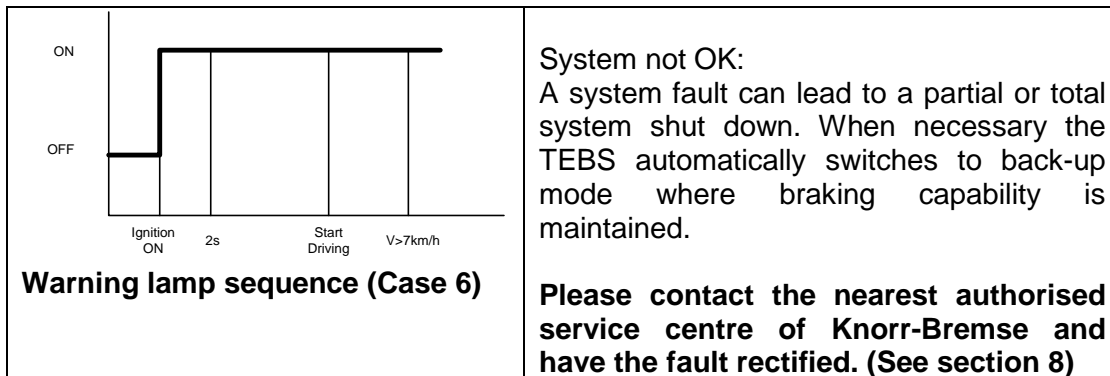 ON
OFF
Ignition
ON
2s
Start
Driving
V>7km/h
Warning lamp sequence (Case 6)
System not OK:
A system fault can lead to a partial or total
system shut down. When necessary the
TEBS automatically switches to back-up
mode where braking capability is
maintained.
Please contact the nearest authorised
service centre of Knorr-Bremse and
have the fault rectified. (See section 8)